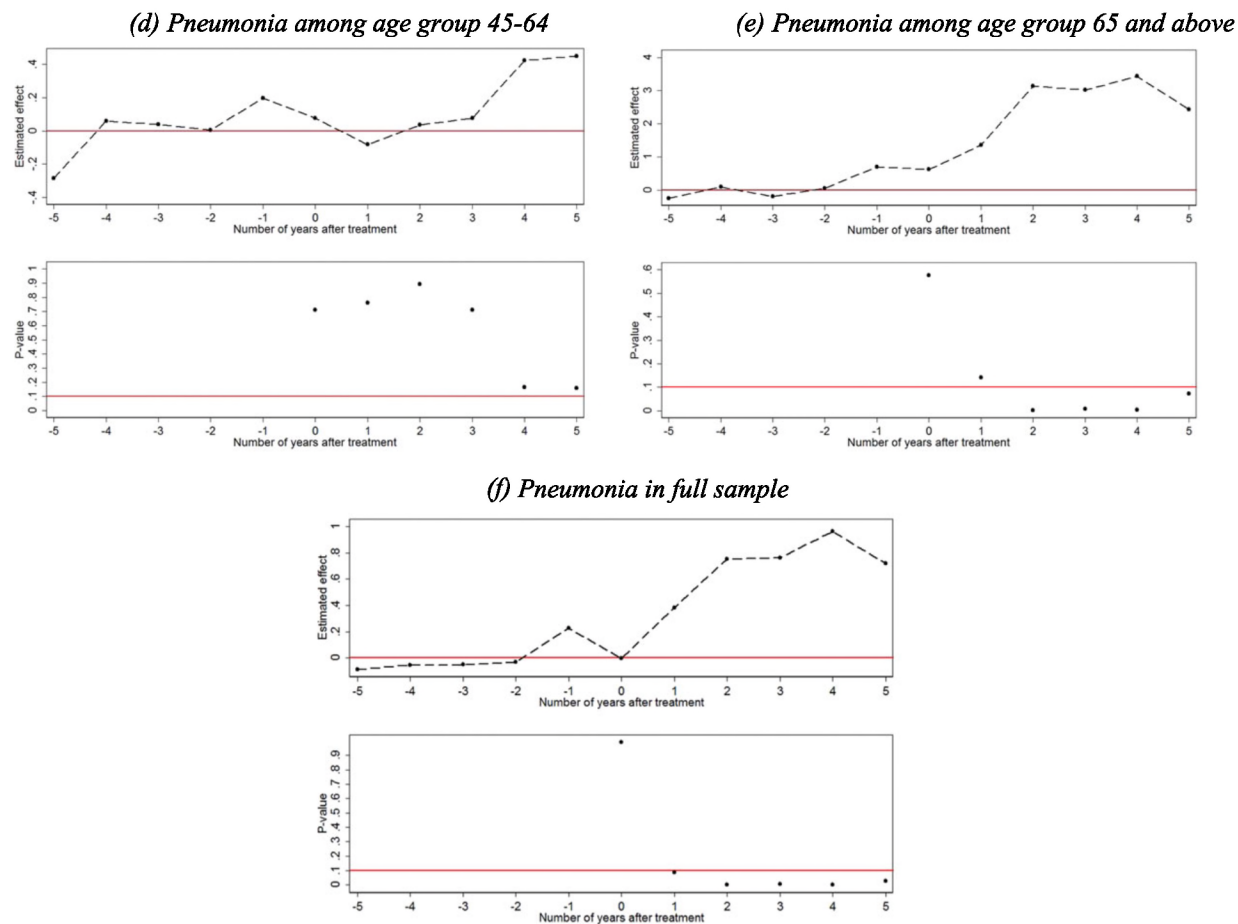 (d) Pneumonia among age group 45-64
Estimated effect
.4
.2
0
-.2
-.4
-5 -4 -3 -2 -1 0 1 2 3 4 5
Number of years after treatment
P-value
1
.9
.8
.7
.6
.5
.4
.3
.2
.1
0
-5 -4 -3 -2 -1 0 1 2 3 4 5
Number of years after treatment
(e) Pneumonia among age group 65 and above
Estimated effect
4
3
2
1
0
-5 -4 -3 -2 -1 0 1 2 3 4 5
Number of years after treatment
P-value
.6
.5
.4
.3
.2
.1
0
-5 -4 -3 -2 -1 0 1 2 3 4 5
Number of years after treatment
(f) Pneumonia in full sample
Estimated effect
1
.8
.6
.4
.2
0
-5 -4 -3 -2 -1 0 1 2 3 4 5
Number of years after treatment
P-value
.9
.8
.7
.6
.5
.4
.3
.2
.1
0
-5 -4 -3 -2 -1 0 1 2 3 4 5
Number of years after treatment